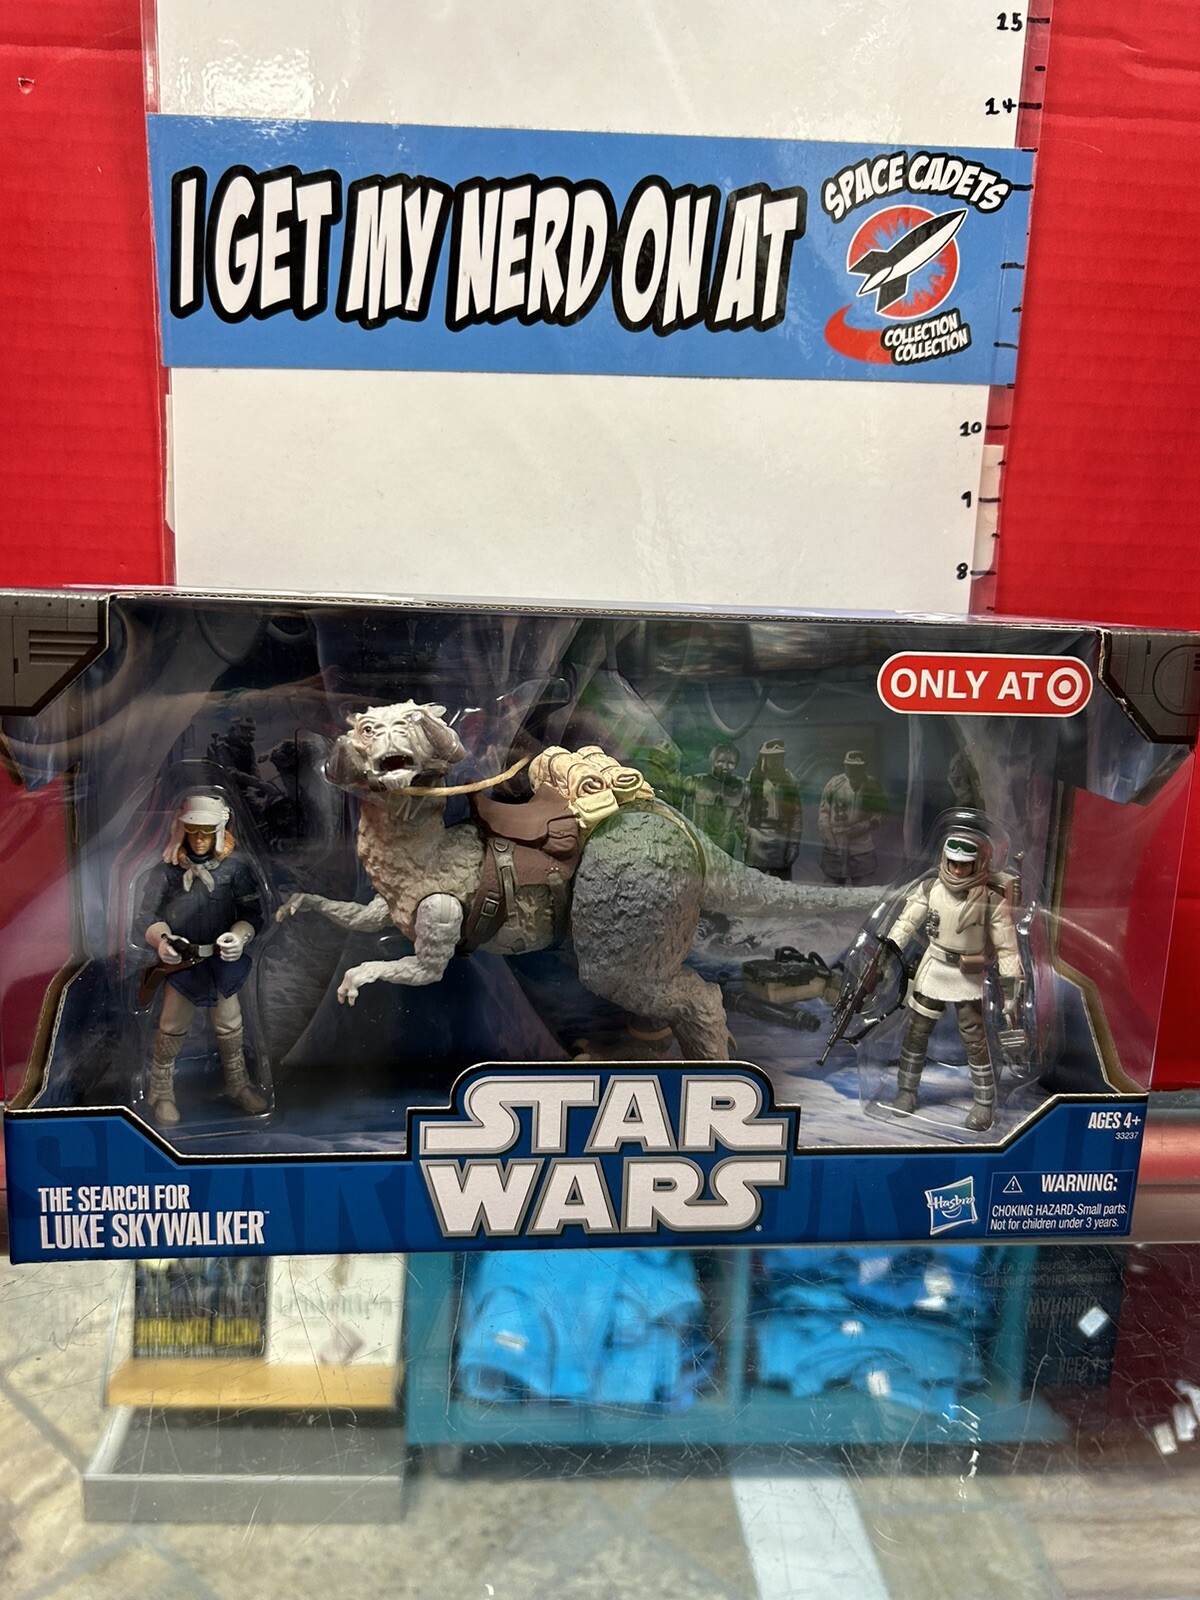 15
14
I GET MY NERD ON AT
SPACE CADETS
COLLECTION
COLLECTION
10
9
8
ONLY AT
STAR
WARS
THE SEARCH FOR
LUKE SKYWALKER™
AGES 4+
33237
Hasbro
WARNING:
CHOKING HAZARD-Small parts.
Not for children under 3 years.